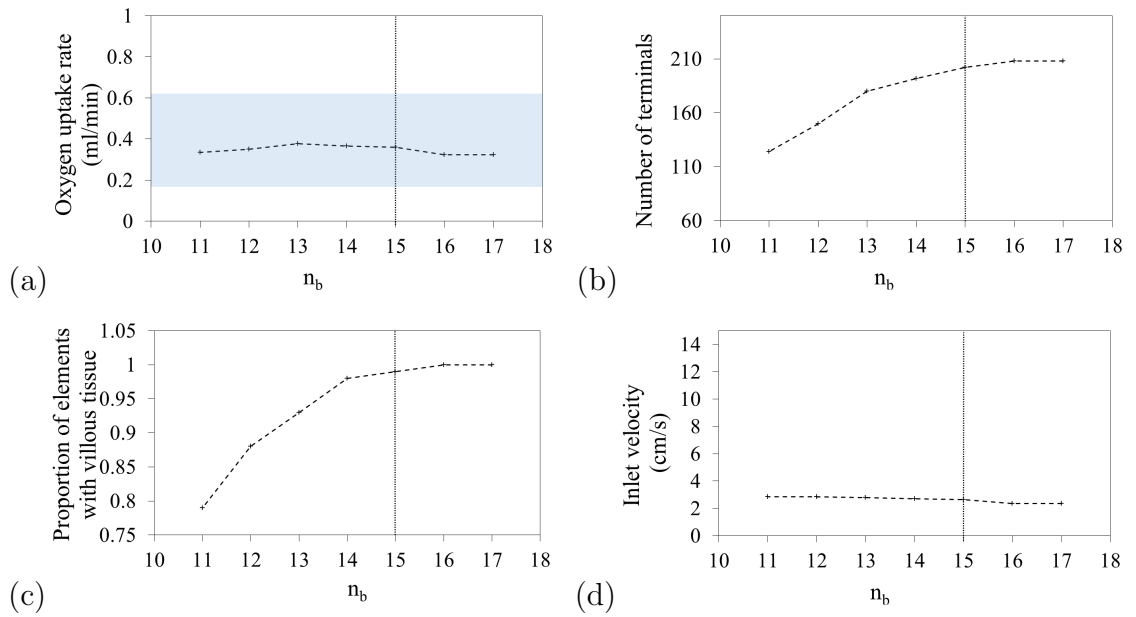 Oxygen uptake rate
(ml/min)
1
0.8
0.6
0.4
0.2
0
10 11 12 13 14 15 16 17 18
n_b
(a)
Number of terminals
210
160
110
60
10 11 12 13 14 15 16 17 18
n_b
(b)
Proportion of elements
with villous tissue
1.05
1
0.95
0.9
0.85
0.8
0.75
10 11 12 13 14 15 16 17 18
n_b
(c)
Inlet velocity
(cm/s)
14
12
10
8
6
4
2
0
10 11 12 13 14 15 16 17 18
n_b
(d)